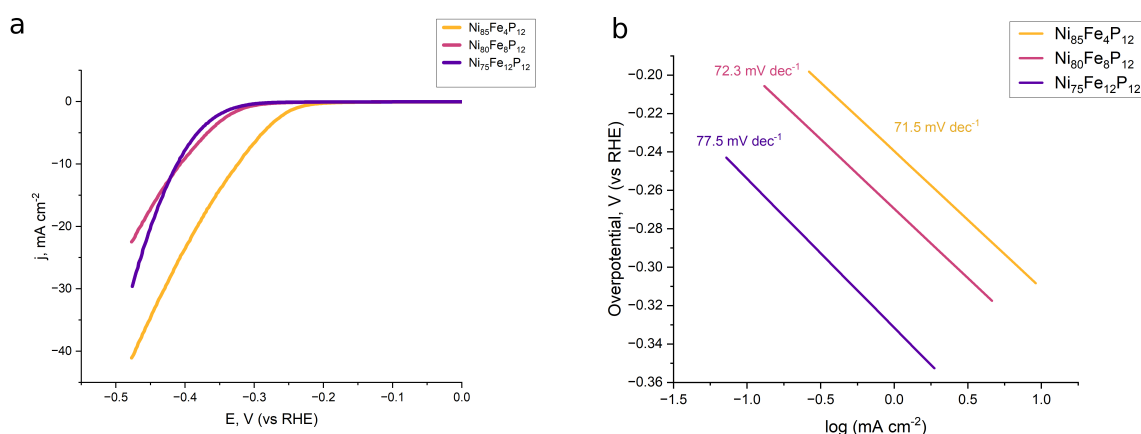 a
Ni₈₅Fe₄P₁₂
Ni₈₀Fe₈P₁₂
Ni₇₅Fe₁₂P₁₂
0
−10
−20
−30
−40
j, mA cm⁻²
−0.5
−0.4
−0.3
−0.2
−0.1
0.0
E, V (vs RHE)
b
Ni₈₅Fe₄P₁₂
Ni₈₀Fe₈P₁₂
Ni₇₅Fe₁₂P₁₂
72.3 mV dec⁻¹
71.5 mV dec⁻¹
77.5 mV dec⁻¹
−0.20
−0.22
−0.24
−0.26
−0.28
−0.30
−0.32
−0.34
−0.36
Overpotential, V (vs RHE)
−1.5
−1.0
−0.5
0.0
0.5
1.0
log (mA cm⁻²)